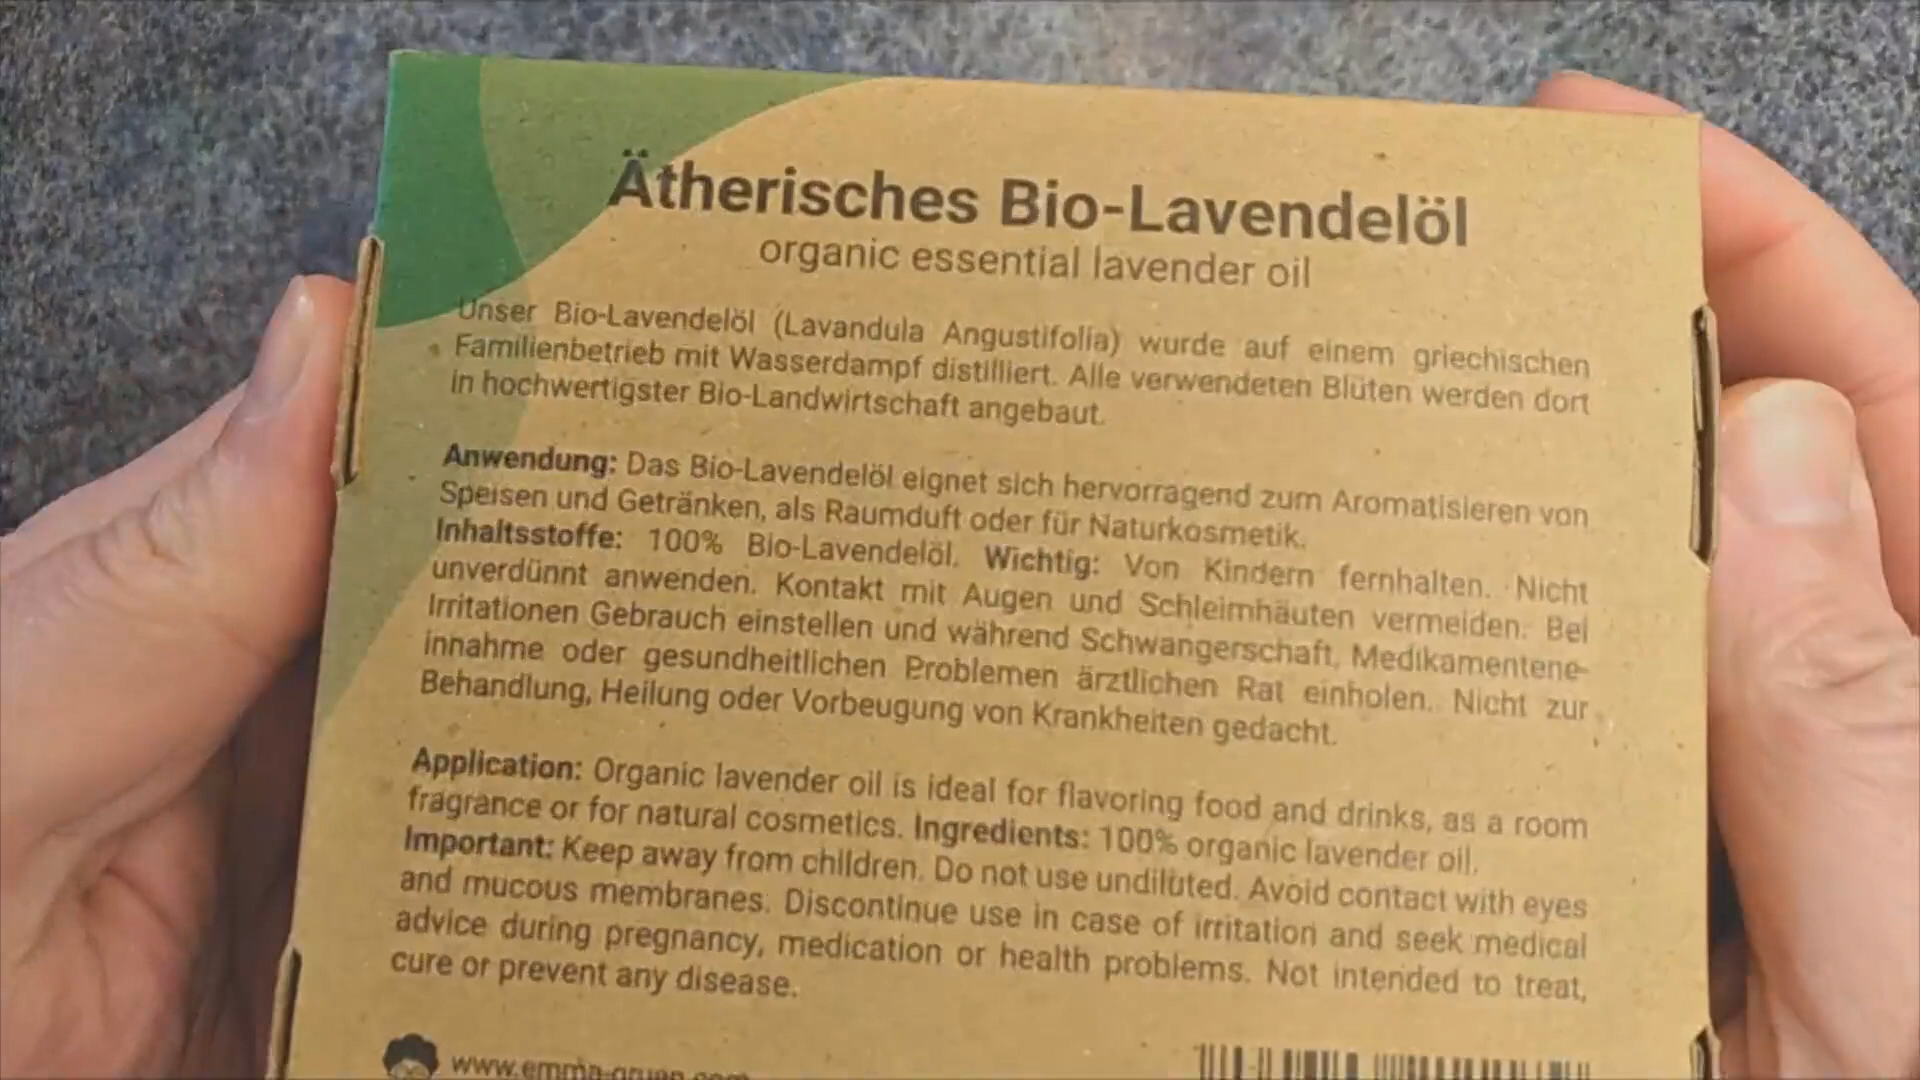 Ätherisches Bio-Lavendelöl
organic essential lavender oil
Unser Bio-Lavendelöl (Lavandula Angustifolia) wurde auf einem griechischen
Familienbetrieb mit Wasserdampf distilliert. Alle verwendeten Blüten werden dort
in hochwertigster Bio-Landwirtschaft angebaut.
Anwendung: Das Bio-Lavendelöl eignet sich hervorragend zum Aromatisieren von
Speisen und Getränken, als Raumduft oder für Naturkosmetik.
Inhaltsstoffe: 100% Bio-Lavendelöl. Wichtig: Von Kindern fernhalten. Nicht
unverdünnt anwenden. Kontakt mit Augen und Schleimhäuten vermeiden. Bei
Irritationen Gebrauch einstellen und während Schwangerschaft, Medikamentene-
innahme oder gesundheitlichen Problemen ärztlichen Rat einholen. Nicht zur
Behandlung, Heilung oder Vorbeugung von Krankheiten gedacht.
Application: Organic lavender oil is ideal for flavoring food and drinks, as a room
fragrance or for natural cosmetics. Ingredients: 100% organic lavender oil.
Important: Keep away from children. Do not use undiluted. Avoid contact with eyes
and mucous membranes. Discontinue use in case of irritation and seek medical
advice during pregnancy, medication or health problems. Not intended to treat,
cure or prevent any disease.
www.emma-gruen.com